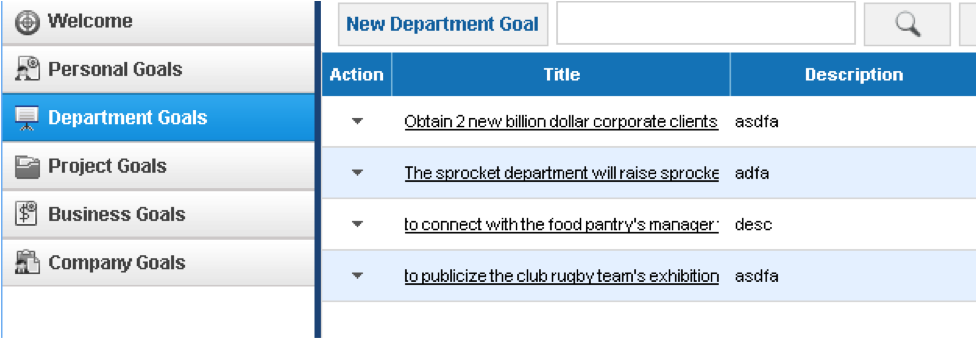 Welcome
Personal Goals
Department Goals
Project Goals
Business Goals
Company Goals
New Department Goal
Action Title Description
Obtain 2 new billion dollar corporate clients asdfa
The sprocket department will raise sprocke adfa
to connect with the food pantry's manager desc
to publicize the club rugby team's exhibition asdfa